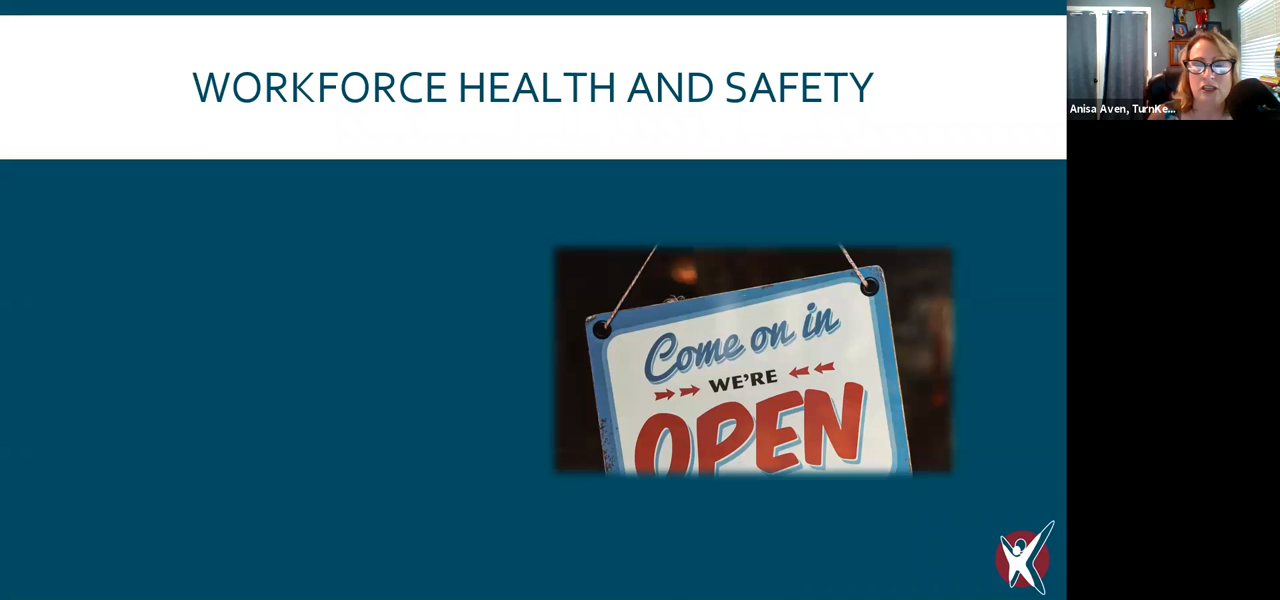 WORKFORCE HEALTH AND SAFETY
Anisa Aven, TurnKe...
Come on in
WE'RE
OPEN